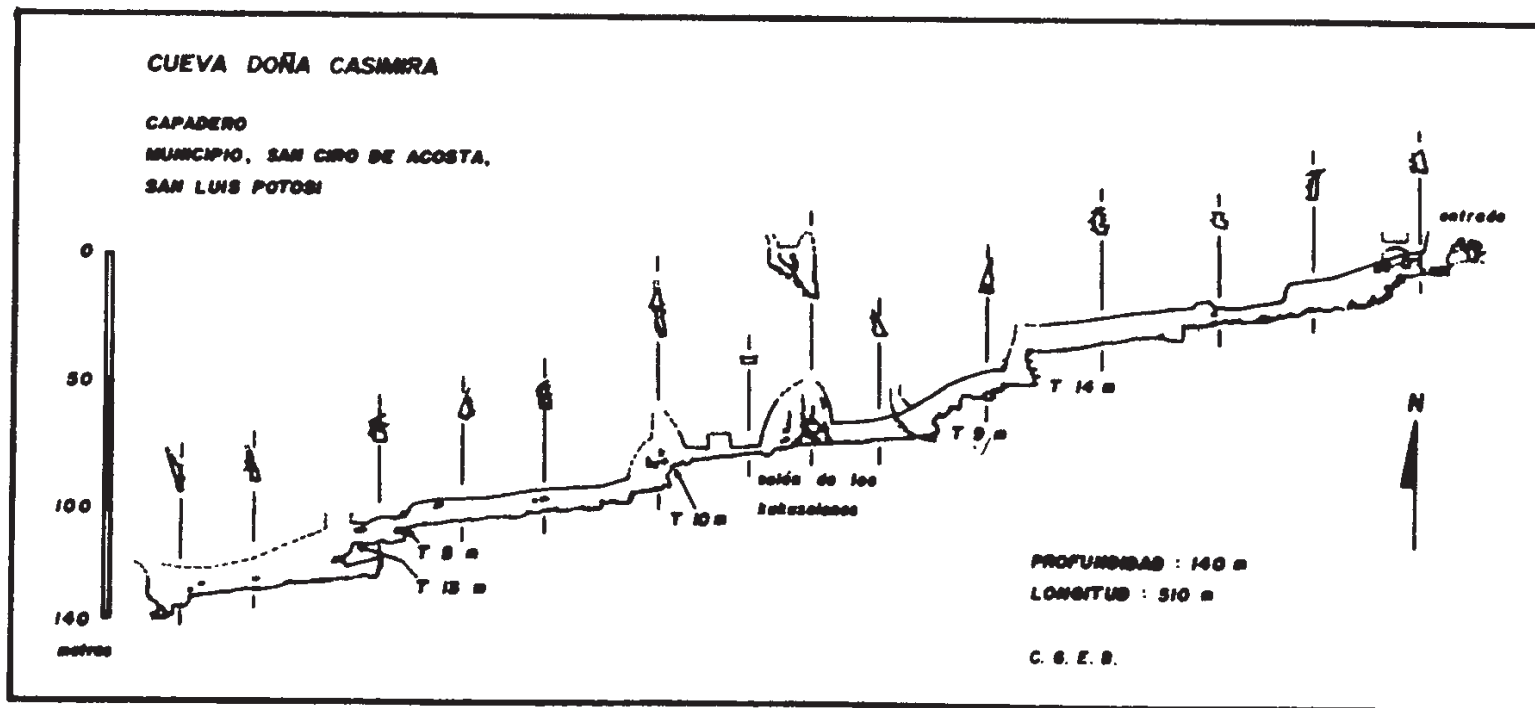 CUEVA DOÑA CASIMIRA
CAPADERO
MUNICIPIO, SAN CIRO DE ACOSTA,
SAN LUIS POTOSI
entrada
0
50
100
140
metros
T 14 m
T 9 m
salón de los
T 10 m
T 13 m
N
PROFUNDIDAD : 140 m
LONGITUD : 510 m